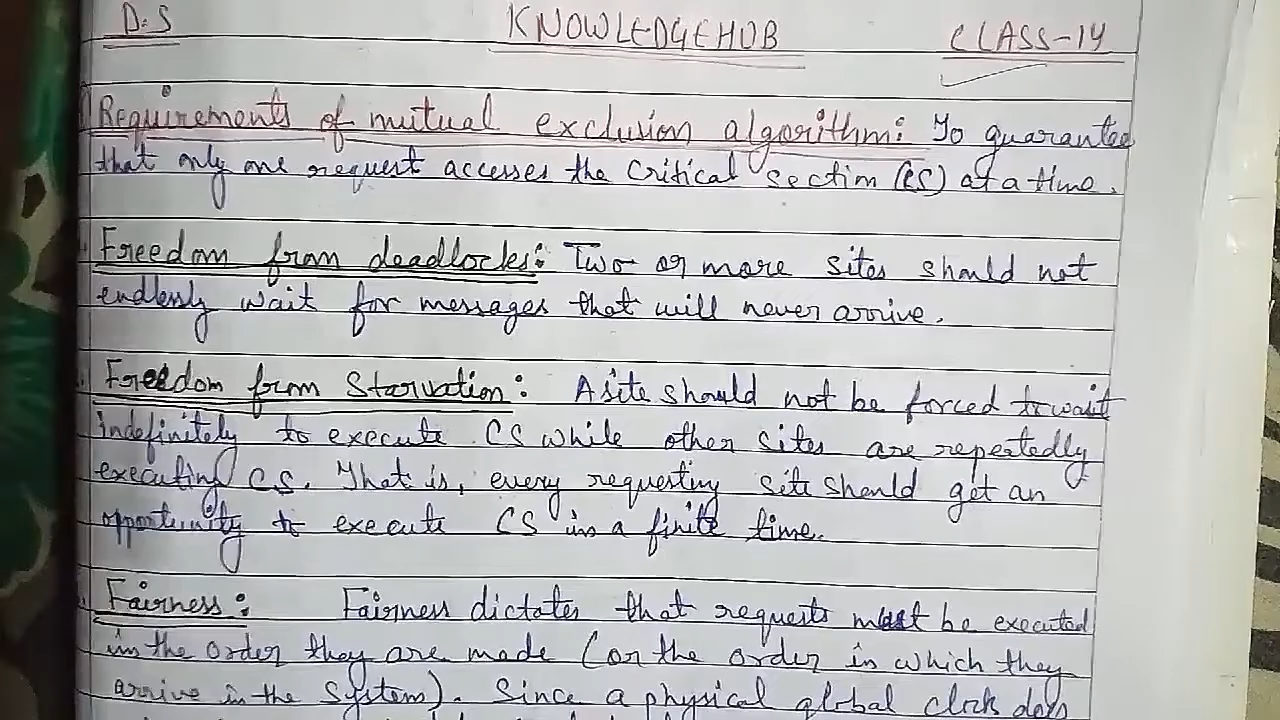 D.S KNOWLEDGEHUB CLASS-14
Requirements of mutual exclusion algorithm: To guarantee
that only one request accesses the critical section (CS) at a time.
Freedom from deadlocks: Two or more sites should not
endlessly wait for messages that will never arrive.
Freedom from Starvation: A site should not be forced to wait
indefinitely to execute CS while other sites are repeatedly
executing CS. That is, every requesting site should get an
opportunity to execute CS in a finite time.
Fairness: Fairness dictates that requests must be executed
in the order they are made (or the order in which they
arrive in the system). Since a physical global clock does